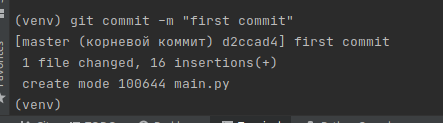 (venv) git commit -m "first commit"
[master (корневой коммит) d2ccad4] first commit
1 file changed, 16 insertions(+)
create mode 100644 main.py
(venv)